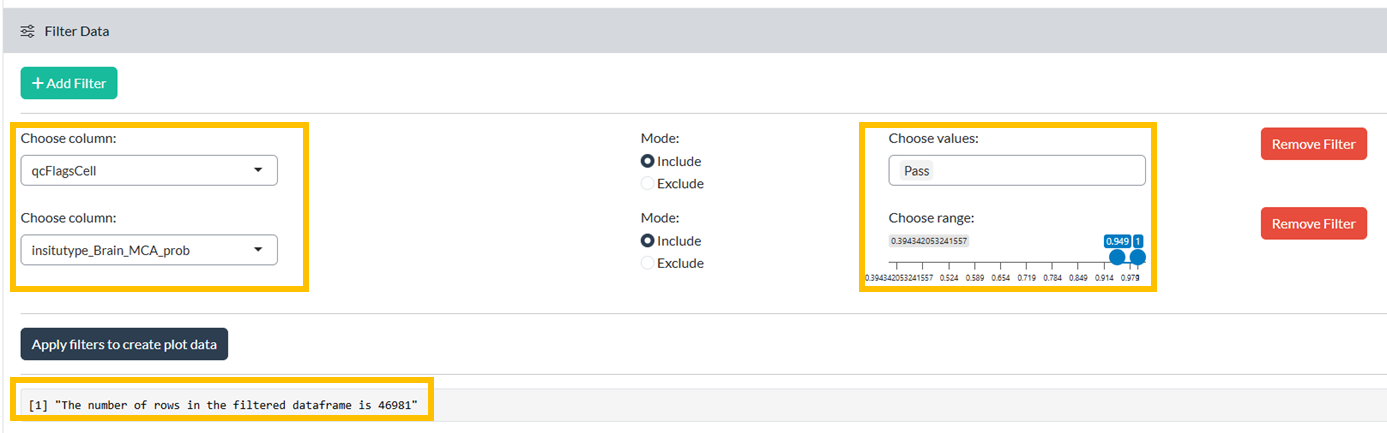 Filter Data
+ Add Filter
Choose column:
Mode:
Choose values:
qcFlagsCell
Include
Pass
Remove Filter
Exclude
Choose column:
Mode:
Choose range:
insitutype_Brain_MCA_prob
Include
0.394342053241557
0.949
1
Remove Filter
Exclude
0.394342053241557 0.524 0.589 0.654 0.719 0.784 0.849 0.914 0.979
Apply filters to create plot data
[1] "The number of rows in the filtered dataframe is 46981"